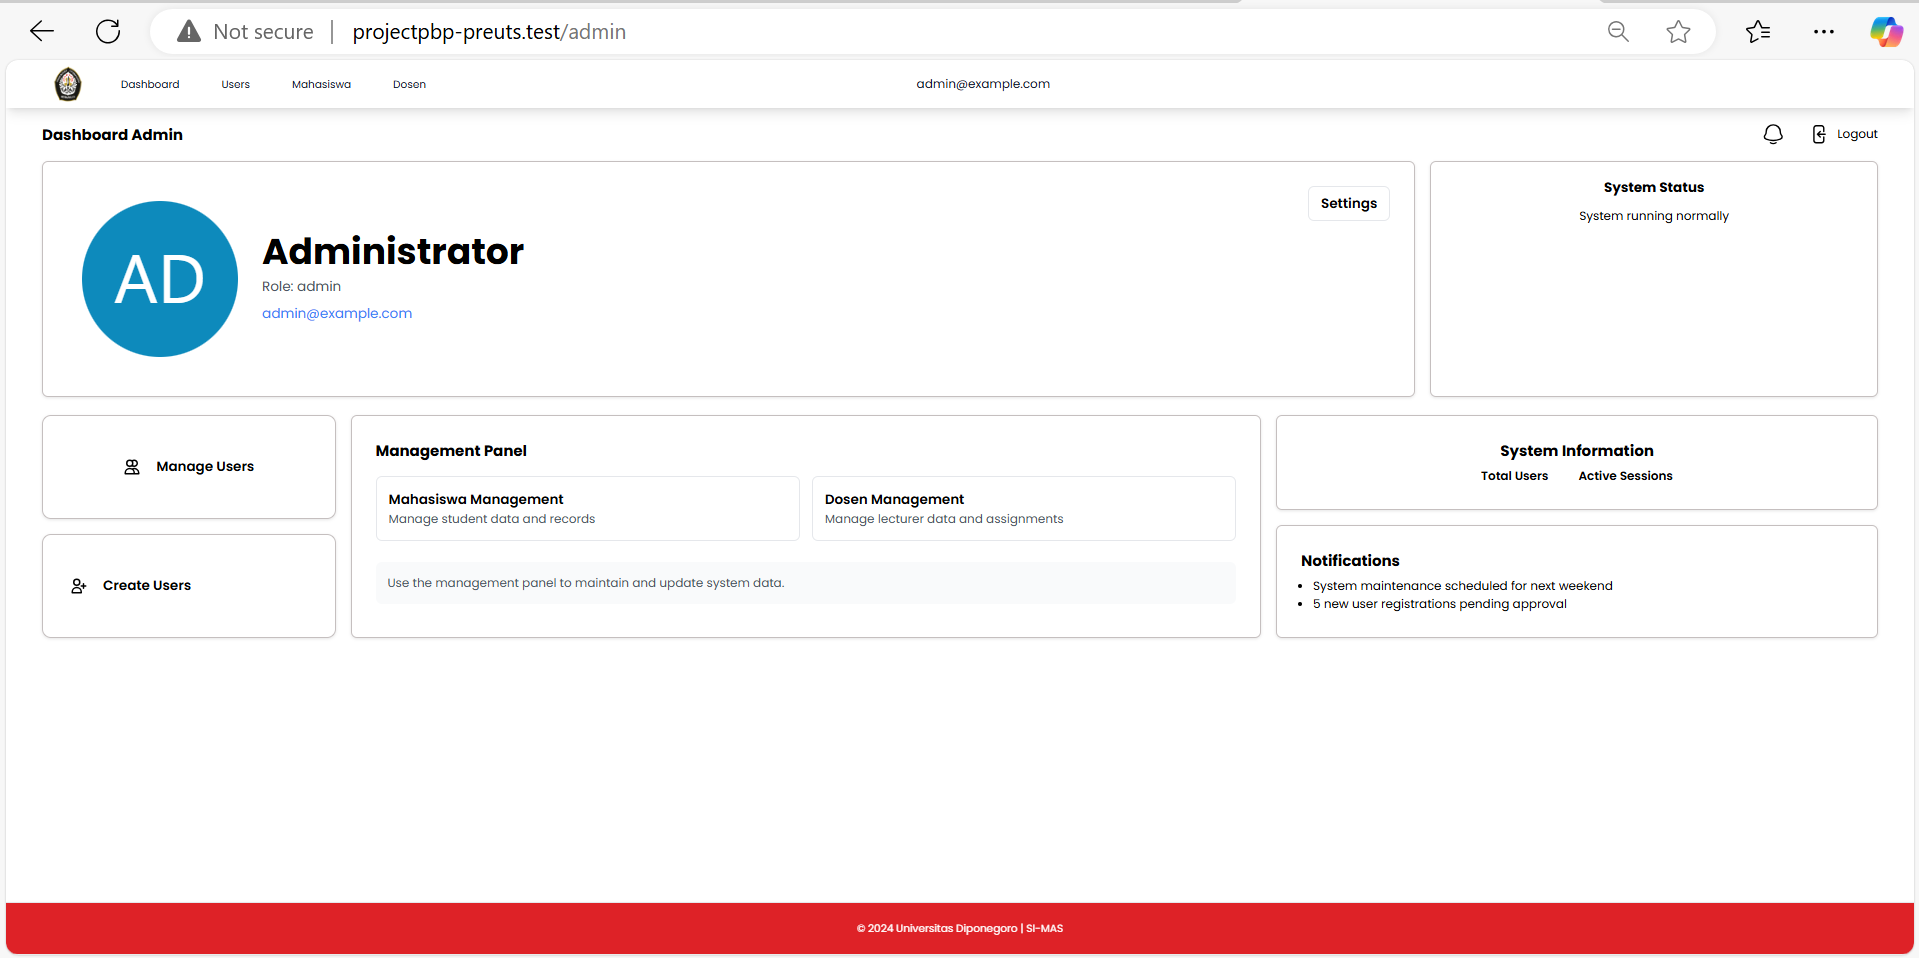 Not secure | projectpbp-preuts.test/admin
Dashboard Users Mahasiswa Dosen admin@example.com
Dashboard Admin
Logout
AD
Administrator
Role: admin
admin@example.com
Settings
System Status
System running normally
Manage Users
Create Users
Management Panel
Mahasiswa Management
Manage student data and records
Dosen Management
Manage lecturer data and assignments
Use the management panel to maintain and update system data.
System Information
Total Users Active Sessions
Notifications
• System maintenance scheduled for next weekend
• 5 new user registrations pending approval
© 2024 Universitas Diponegoro | SI-MAS